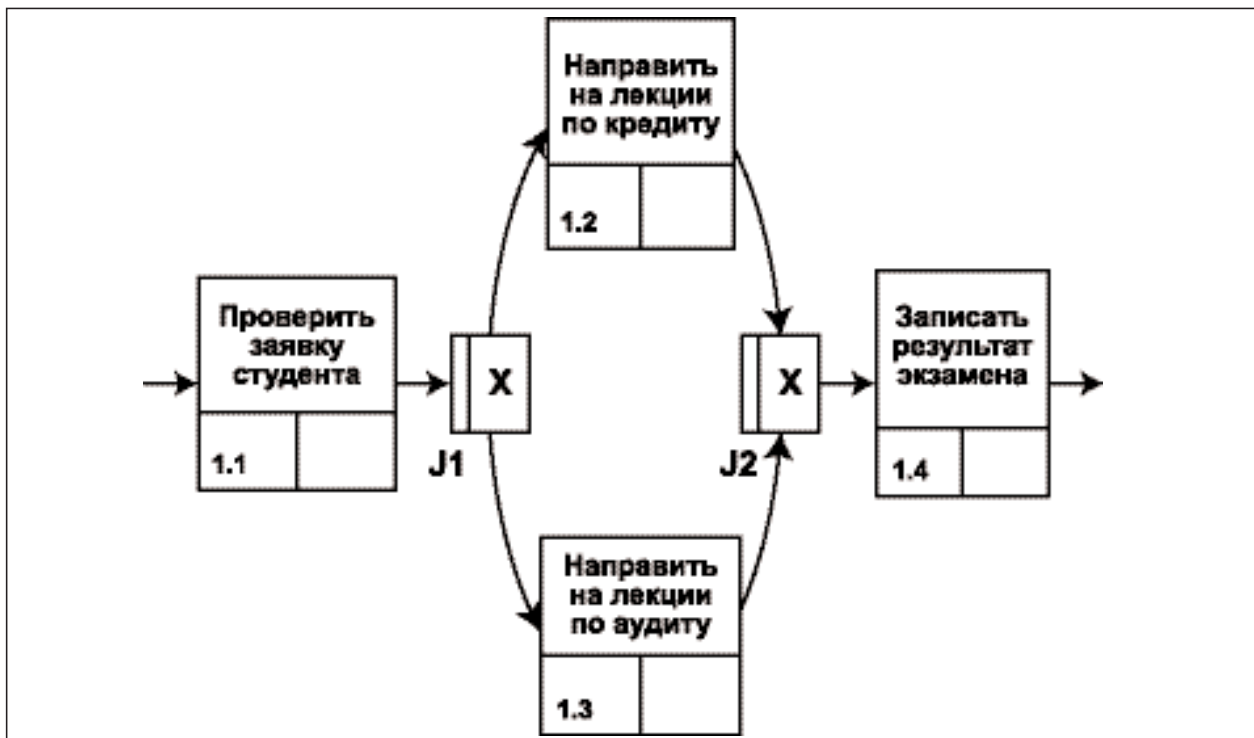 Направить
на лекции
по кредиту
1.2
Проверить
заявку
студента
1.1
X
J1
X
J2
Записать
результат
экзамена
1.4
Направить
на лекции
по аудиту
1.3